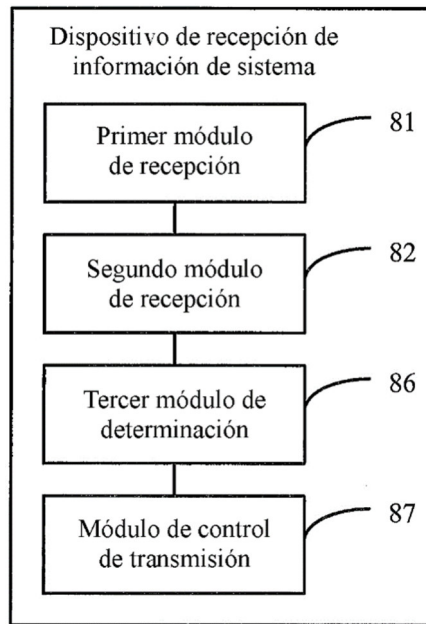 Dispositivo de recepción de
información de sistema
Primer módulo
de recepción
81
Segundo módulo
de recepción
82
Tercer módulo de
determinación
86
Módulo de control
de transmisión
87